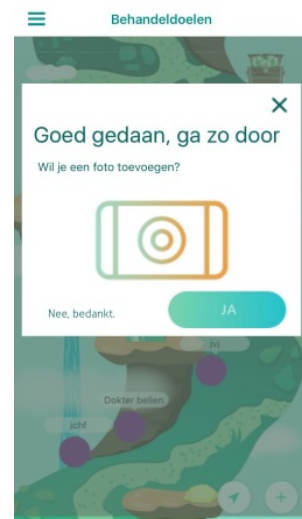 Behandeldoelen
Goed gedaan, ga zo door
Wil je een foto toevoegen?
Nee, bedankt.
JA
jvj
Dokter bellen
jchf